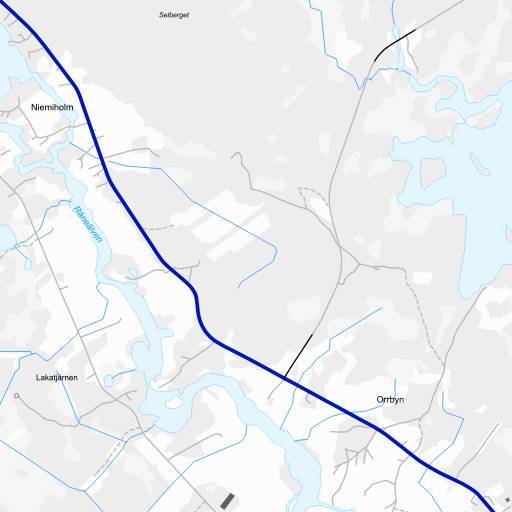 Selberget
Niemiholm
Råneälven
Lakatjärnen
Orrbyn